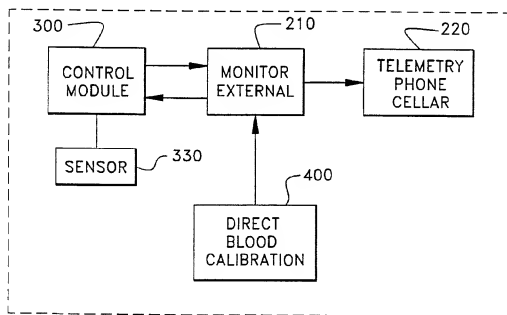 300
210
220
CONTROL
MODULE
MONITOR
EXTERNAL
TELEMETRY
PHONE
CELLAR
SENSOR
330
400
DIRECT
BLOOD
CALIBRATION